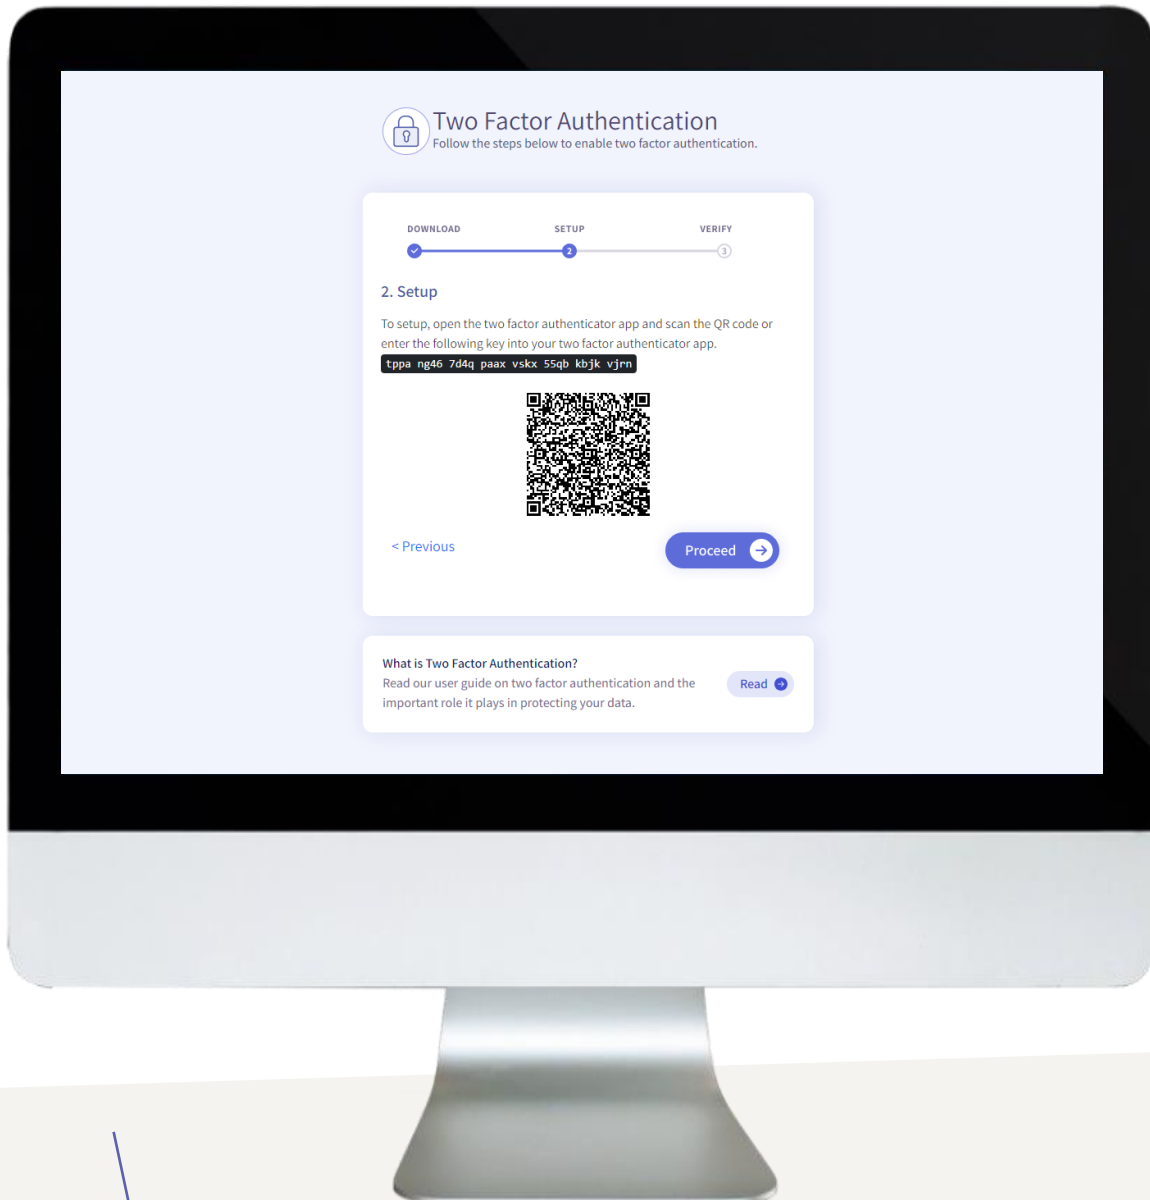 Two Factor Authentication
Follow the steps below to enable two factor authentication.
DOWNLOAD SETUP VERIFY
2 3
2. Setup
To setup, open the two factor authenticator app and scan the QR code or
enter the following key into your two factor authenticator app.
tppa ng46 7d4q paax vskx 55qb kbjk vjrn
< Previous
Proceed
What is Two Factor Authentication?
Read our user guide on two factor authentication and the
important role it plays in protecting your data.
Read